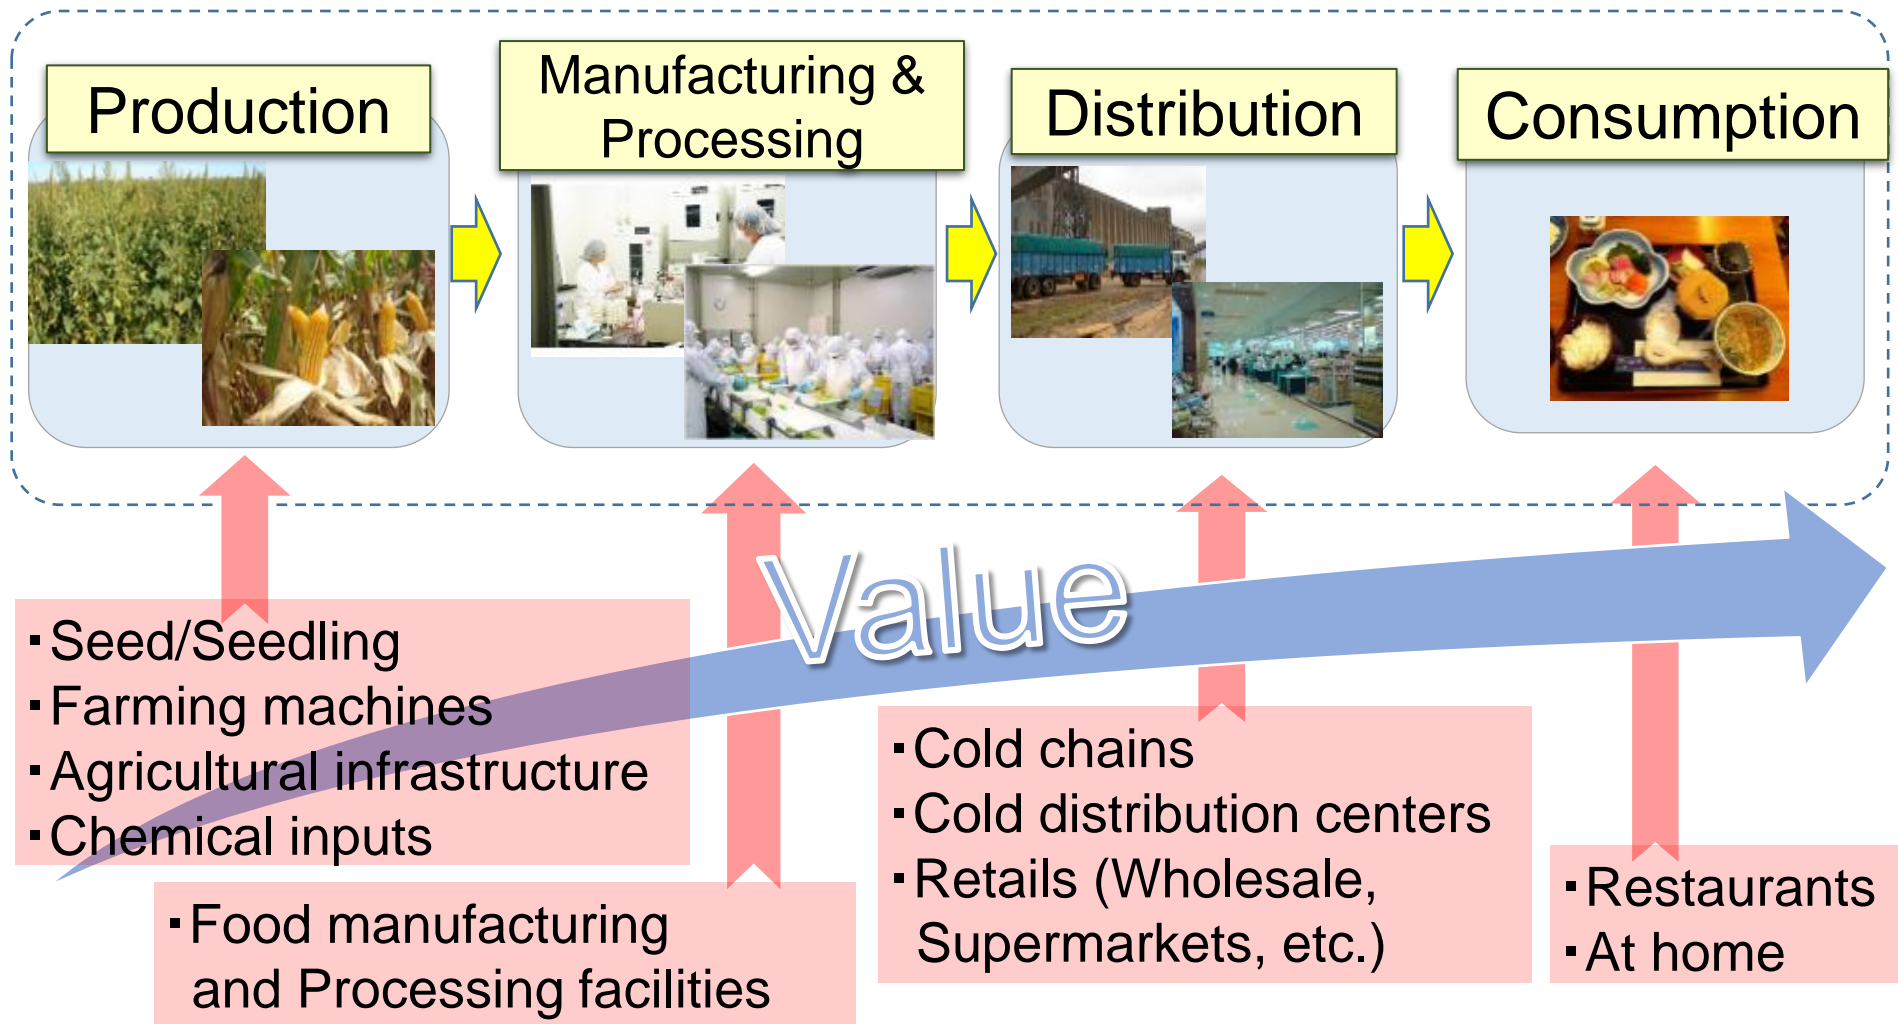 Production
Manufacturing &
Processing
Distribution
Consumption
Value
・Seed/Seedling
・Farming machines
・Agricultural infrastructure
・Chemical inputs
・Food manufacturing
and Processing facilities
・Cold chains
・Cold distribution centers
・Retails (Wholesale,
Supermarkets, etc.)
・Restaurants
・At home